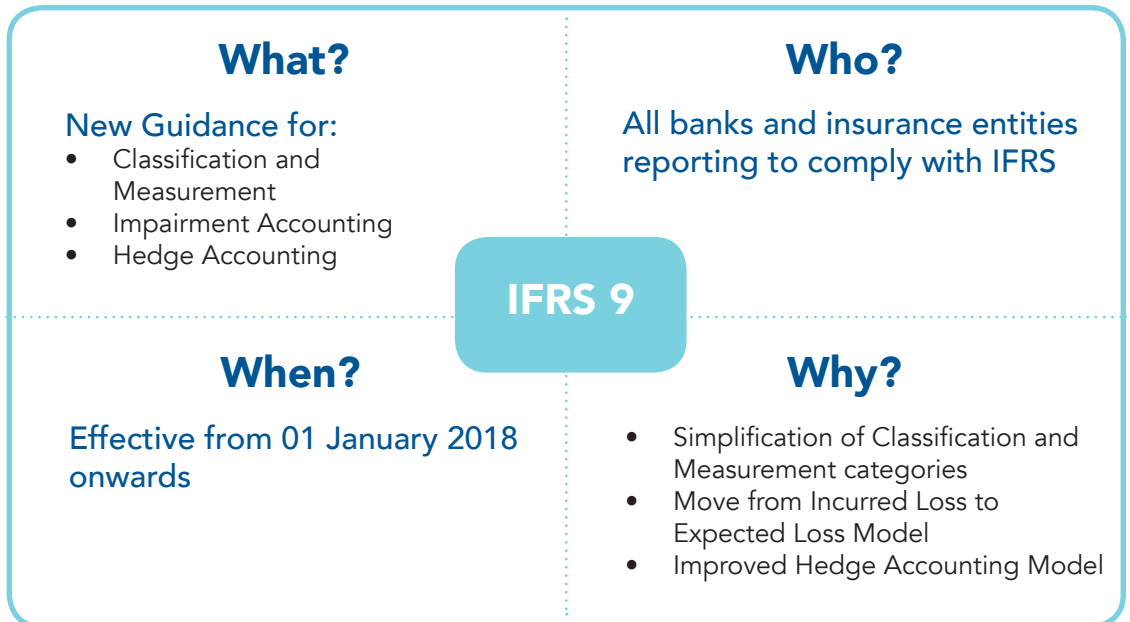 What?
New Guidance for:
• Classification and
Measurement
• Impairment Accounting
• Hedge Accounting
Who?
All banks and insurance entities
reporting to comply with IFRS
IFRS 9
When?
Effective from 01 January 2018
onwards
Why?
• Simplification of Classification and
Measurement categories
• Move from Incurred Loss to
Expected Loss Model
• Improved Hedge Accounting Model